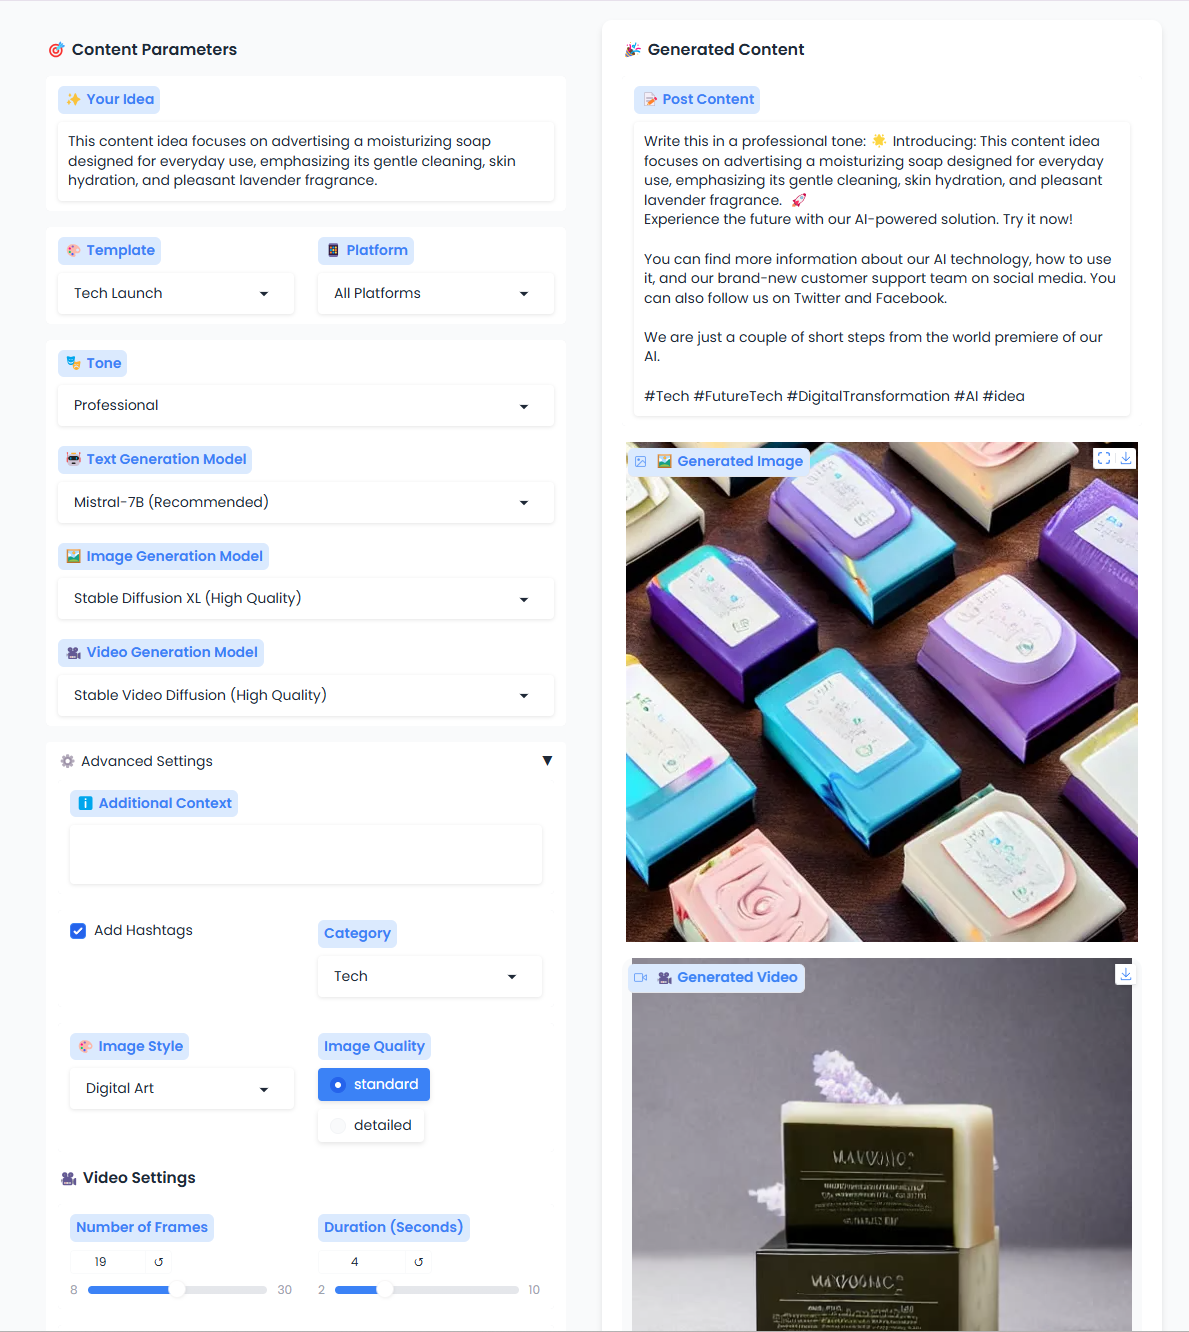 🎯 Content Parameters
✨ Your Idea
This content idea focuses on advertising a moisturizing soap
designed for everyday use, emphasizing its gentle cleaning, skin
hydration, and pleasant lavender fragrance.
🎨 Template
📱 Platform
Tech Launch
All Platforms
🎭 Tone
Professional
🤖 Text Generation Model
Mistral-7B (Recommended)
🖼️ Image Generation Model
Stable Diffusion XL (High Quality)
🎥 Video Generation Model
Stable Video Diffusion (High Quality)
⚙️ Advanced Settings ▼
ℹ️ Additional Context
Add Hashtags
Category
Tech
🎨 Image Style
Image Quality
Digital Art
standard
detailed
🎥 Video Settings
Number of Frames
Duration (Seconds)
19 ↺
4 ↺
8 30
2 10
🎉 Generated Content
📝 Post Content
Write this in a professional tone: 🌟 Introducing: This content idea
focuses on advertising a moisturizing soap designed for everyday
use, emphasizing its gentle cleaning, skin hydration, and pleasant
lavender fragrance. 🚀
Experience the future with our AI-powered solution. Try it now!
You can find more information about our AI technology, how to use
it, and our brand-new customer support team on social media. You
can also follow us on Twitter and Facebook.
We are just a couple of short steps from the world premiere of our
AI.
#Tech #FutureTech #DigitalTransformation #AI #idea
🖼️ Generated Image
🎥 Generated Video